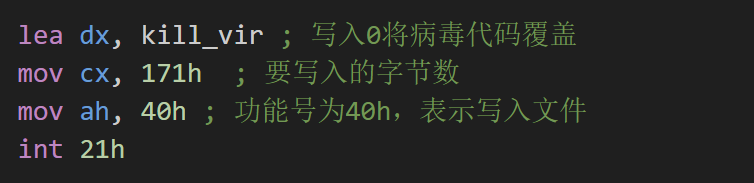 lea dx, kill_vir ; 写入0将病毒代码覆盖
mov cx, 171h  ; 要写入的字节数
mov ah, 40h ; 功能号为40h，表示写入文件
int 21h